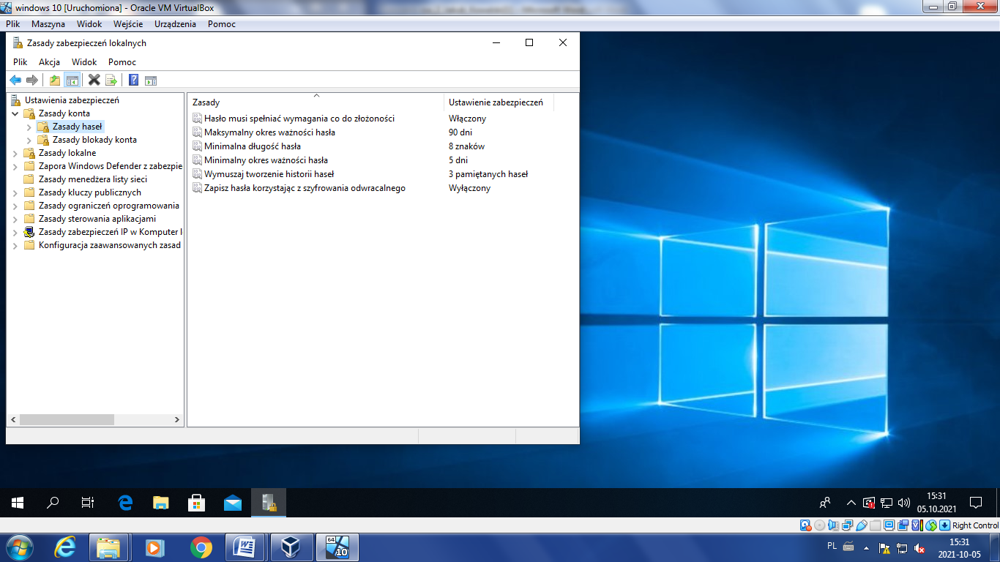 windows 10 [Uruchomiona] - Oracle VM VirtualBox
Plik Maszyna Widok Wejście Urządzenia Pomoc
Zasady zabezpieczeń lokalnych
Plik Akcja Widok Pomoc
Ustawienia zabezpieczeń
Zasady konta
Zasady haseł
Zasady blokady konta
Zasady lokalne
Zapora Windows Defender z zabezpie
Zasady menedżera listy sieci
Zasady kluczy publicznych
Zasady ograniczeń oprogramowania
Zasady sterowania aplikacjami
Zasady zabezpieczeń IP w Komputer l
Konfiguracja zaawansowanych zasad
Zasady Ustawienie zabezpieczeń
Hasło musi spełniać wymagania co do złożoności Włączony
Maksymalny okres ważności hasła 90 dni
Minimalna długość hasła 8 znaków
Minimalny okres ważności hasła 5 dni
Wymuszaj tworzenie historii haseł 3 pamiętanych haseł
Zapisz hasła korzystając z szyfrowania odwracalnego Wyłączony
15:31
05.10.2021
Right Control
64
10
PL
15:31
2021-10-05